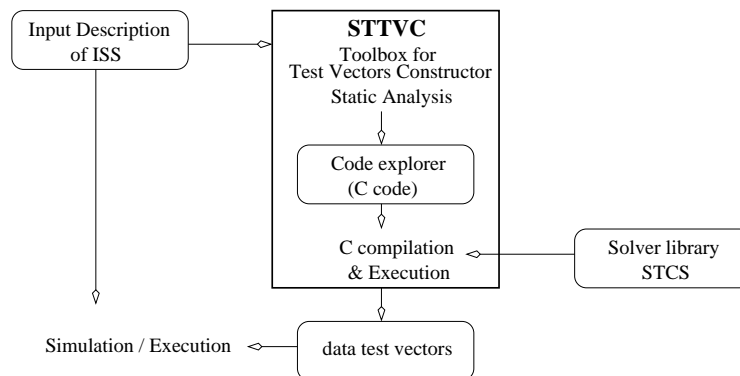 Input Description
of ISS
STTVC
Toolbox for
Test Vectors Constructor
Static Analysis
Code explorer
(C code)
C compilation
& Execution
Solver library
STCS
Simulation / Execution
data test vectors